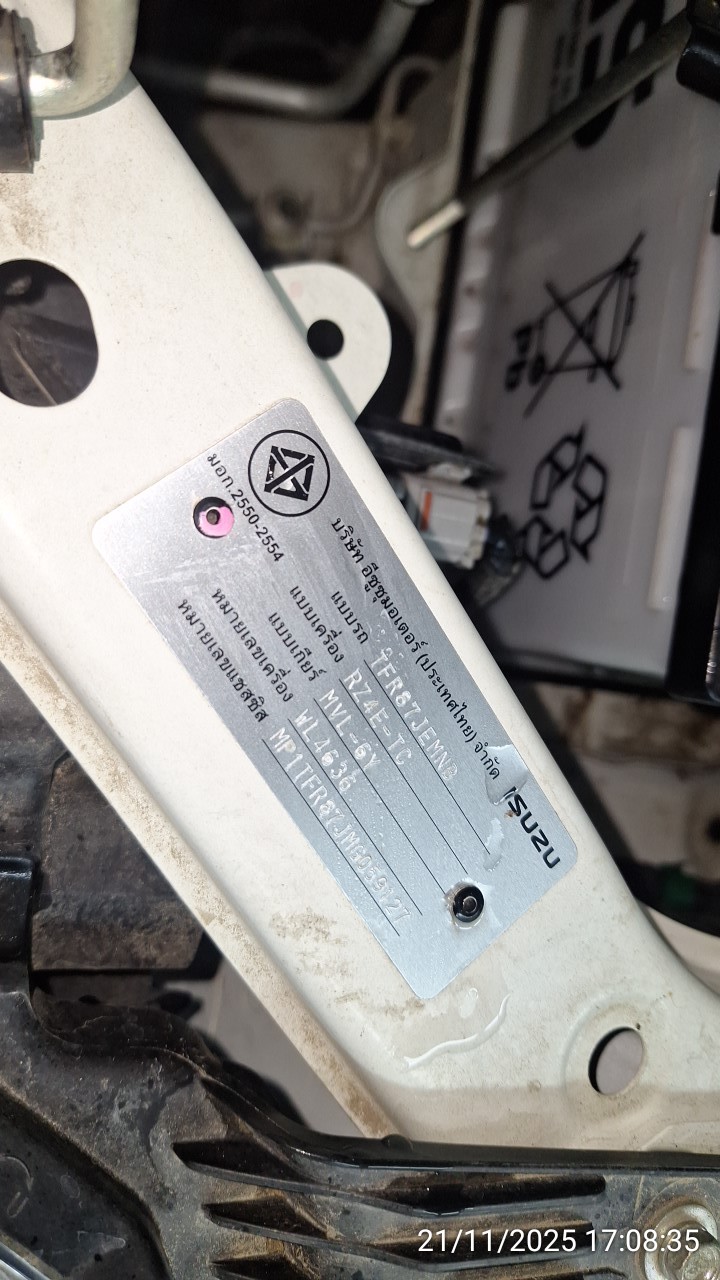 มอก.2550-2554
บริษัท อีซูซุมอเตอร์ (ประเทศไทย) จำกัด
ISUZU
แบบรถ TFR87JEMNB
แบบเครื่อง RZ4E-TC
แบบเกียร์ MVL-6Y
หมายเลขเครื่อง WL4636
หมายเลขแชสซิส
Pb
21/11/2025 17:08:35